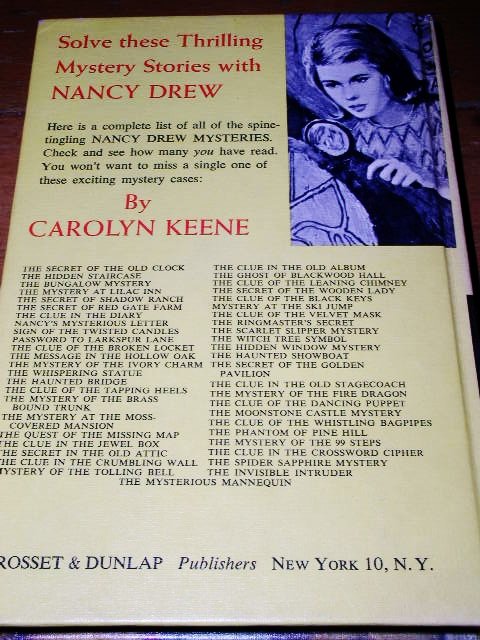 Solve these Thrilling
Mystery Stories with
NANCY DREW
Here is a complete list of all of the spine-
tingling NANCY DREW MYSTERIES.
Check and see how many you have read.
You won't want to miss a single one of
these exciting mystery cases:
By
CAROLYN KEENE
THE SECRET OF THE OLD CLOCK
THE HIDDEN STAIRCASE
THE BUNGALOW MYSTERY
THE MYSTERY AT LILAC INN
THE SECRET OF SHADOW RANCH
THE SECRET OF RED GATE FARM
THE CLUE IN THE DIARY
NANCY'S MYSTERIOUS LETTER
SIGN OF THE TWISTED CANDLES
PASSWORD TO LARKSPUR LANE
THE CLUE OF THE BROKEN LOCKET
THE MESSAGE IN THE HOLLOW OAK
THE MYSTERY OF THE IVORY CHARM
THE WHISPERING STATUE
THE HAUNTED BRIDGE
THE CLUE OF THE TAPPING HEELS
THE MYSTERY OF THE BRASS
BOUND TRUNK
THE MYSTERY AT THE MOSS-
COVERED MANSION
THE QUEST OF THE MISSING MAP
THE CLUE IN THE JEWEL BOX
THE SECRET IN THE OLD ATTIC
THE CLUE IN THE CRUMBLING WALL
MYSTERY OF THE TOLLING BELL
THE CLUE IN THE OLD ALBUM
THE GHOST OF BLACKWOOD HALL
THE CLUE OF THE LEANING CHIMNEY
THE SECRET OF THE WOODEN LADY
THE CLUE OF THE BLACK KEYS
MYSTERY AT THE SKI JUMP
THE CLUE OF THE VELVET MASK
THE RINGMASTER'S SECRET
THE SCARLET SLIPPER MYSTERY
THE WITCH TREE SYMBOL
THE HIDDEN WINDOW MYSTERY
THE HAUNTED SHOWBOAT
THE SECRET OF THE GOLDEN
PAVILION
THE CLUE IN THE OLD STAGECOACH
THE MYSTERY OF THE FIRE DRAGON
THE CLUE OF THE DANCING PUPPET
THE MOONSTONE CASTLE MYSTERY
THE CLUE OF THE WHISTLING BAGPIPES
THE PHANTOM OF PINE HILL
THE MYSTERY OF THE 99 STEPS
THE CLUE IN THE CROSSWORD CIPHER
THE SPIDER SAPPHIRE MYSTERY
THE INVISIBLE INTRUDER
THE MYSTERIOUS MANNEQUIN
ROSSET & DUNLAP Publishers NEW YORK 10, N.Y.